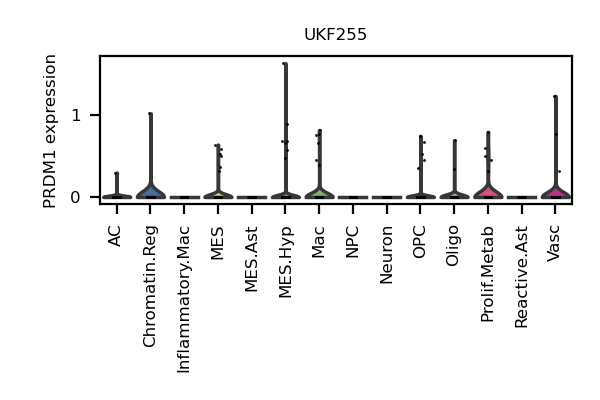 UKF255
PRDM1 expression
1
0
AC
Chromatin.Reg
Inflammatory.Mac
MES
MES.Ast
MES.Hyp
Mac
NPC
Neuron
OPC
Oligo
Prolif.Metab
Reactive.Ast
Vasc